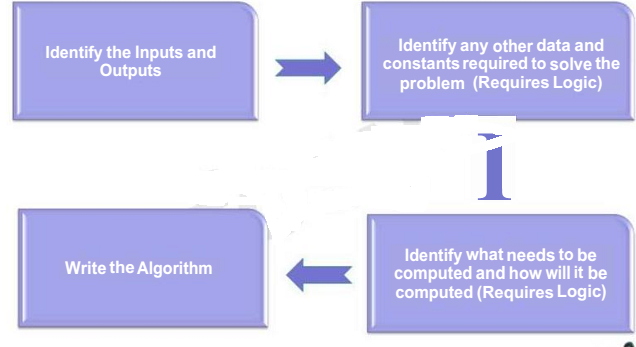 Identify the Inputs and
Outputs
Identify any other data and
constants required to solve the
problem (Requires Logic)
Identify what needs to be
computed and how will it be
computed (Requires Logic)
Write the Algorithm